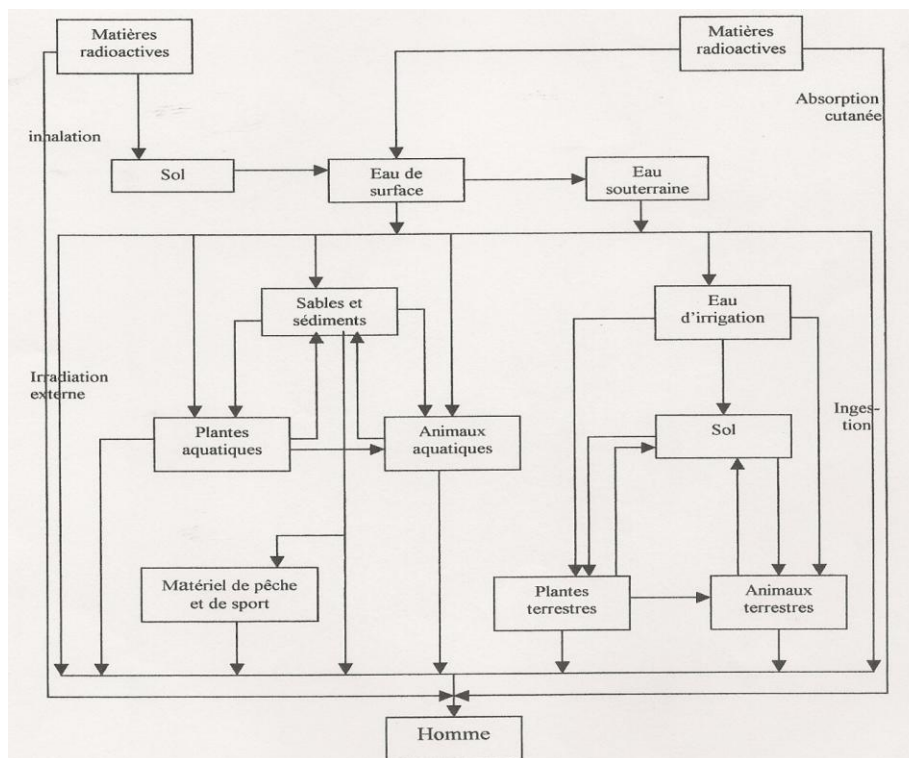 Matières
radioactives
Matières
radioactives
inhalation
Absorption
cutanée
Sol
Eau de
surface
Eau
souterraine
Sables et
sédiments
Eau
d'irrigation
Irradiation
externe
Plantes
aquatiques
Animaux
aquatiques
Sol
Inges-
tion
Matériel de pêche
et de sport
Plantes
terrestres
Animaux
terrestres
Homme